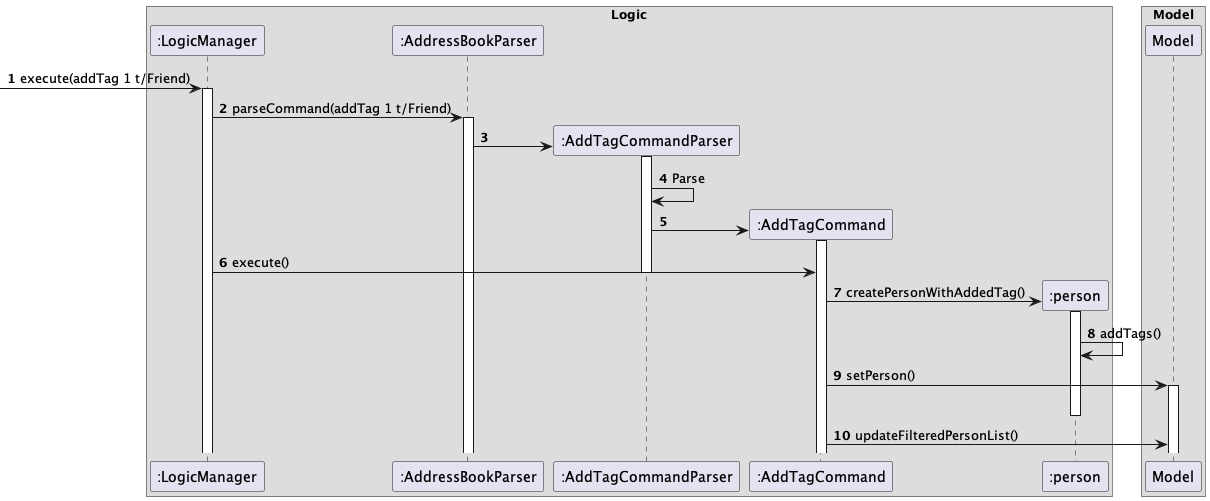 Logic
Model
:LogicManager
:AddressBookParser
Model
1 execute(addTag 1 t/Friend)
2 parseCommand(addTag 1 t/Friend)
3
:AddTagCommandParser
4 Parse
5
:AddTagCommand
6 execute()
7 createPersonWithAddedTag()
:person
8 addTags()
9 setPerson()
10 updateFilteredPersonList()
:LogicManager
:AddressBookParser
:AddTagCommandParser
:AddTagCommand
:person
Model